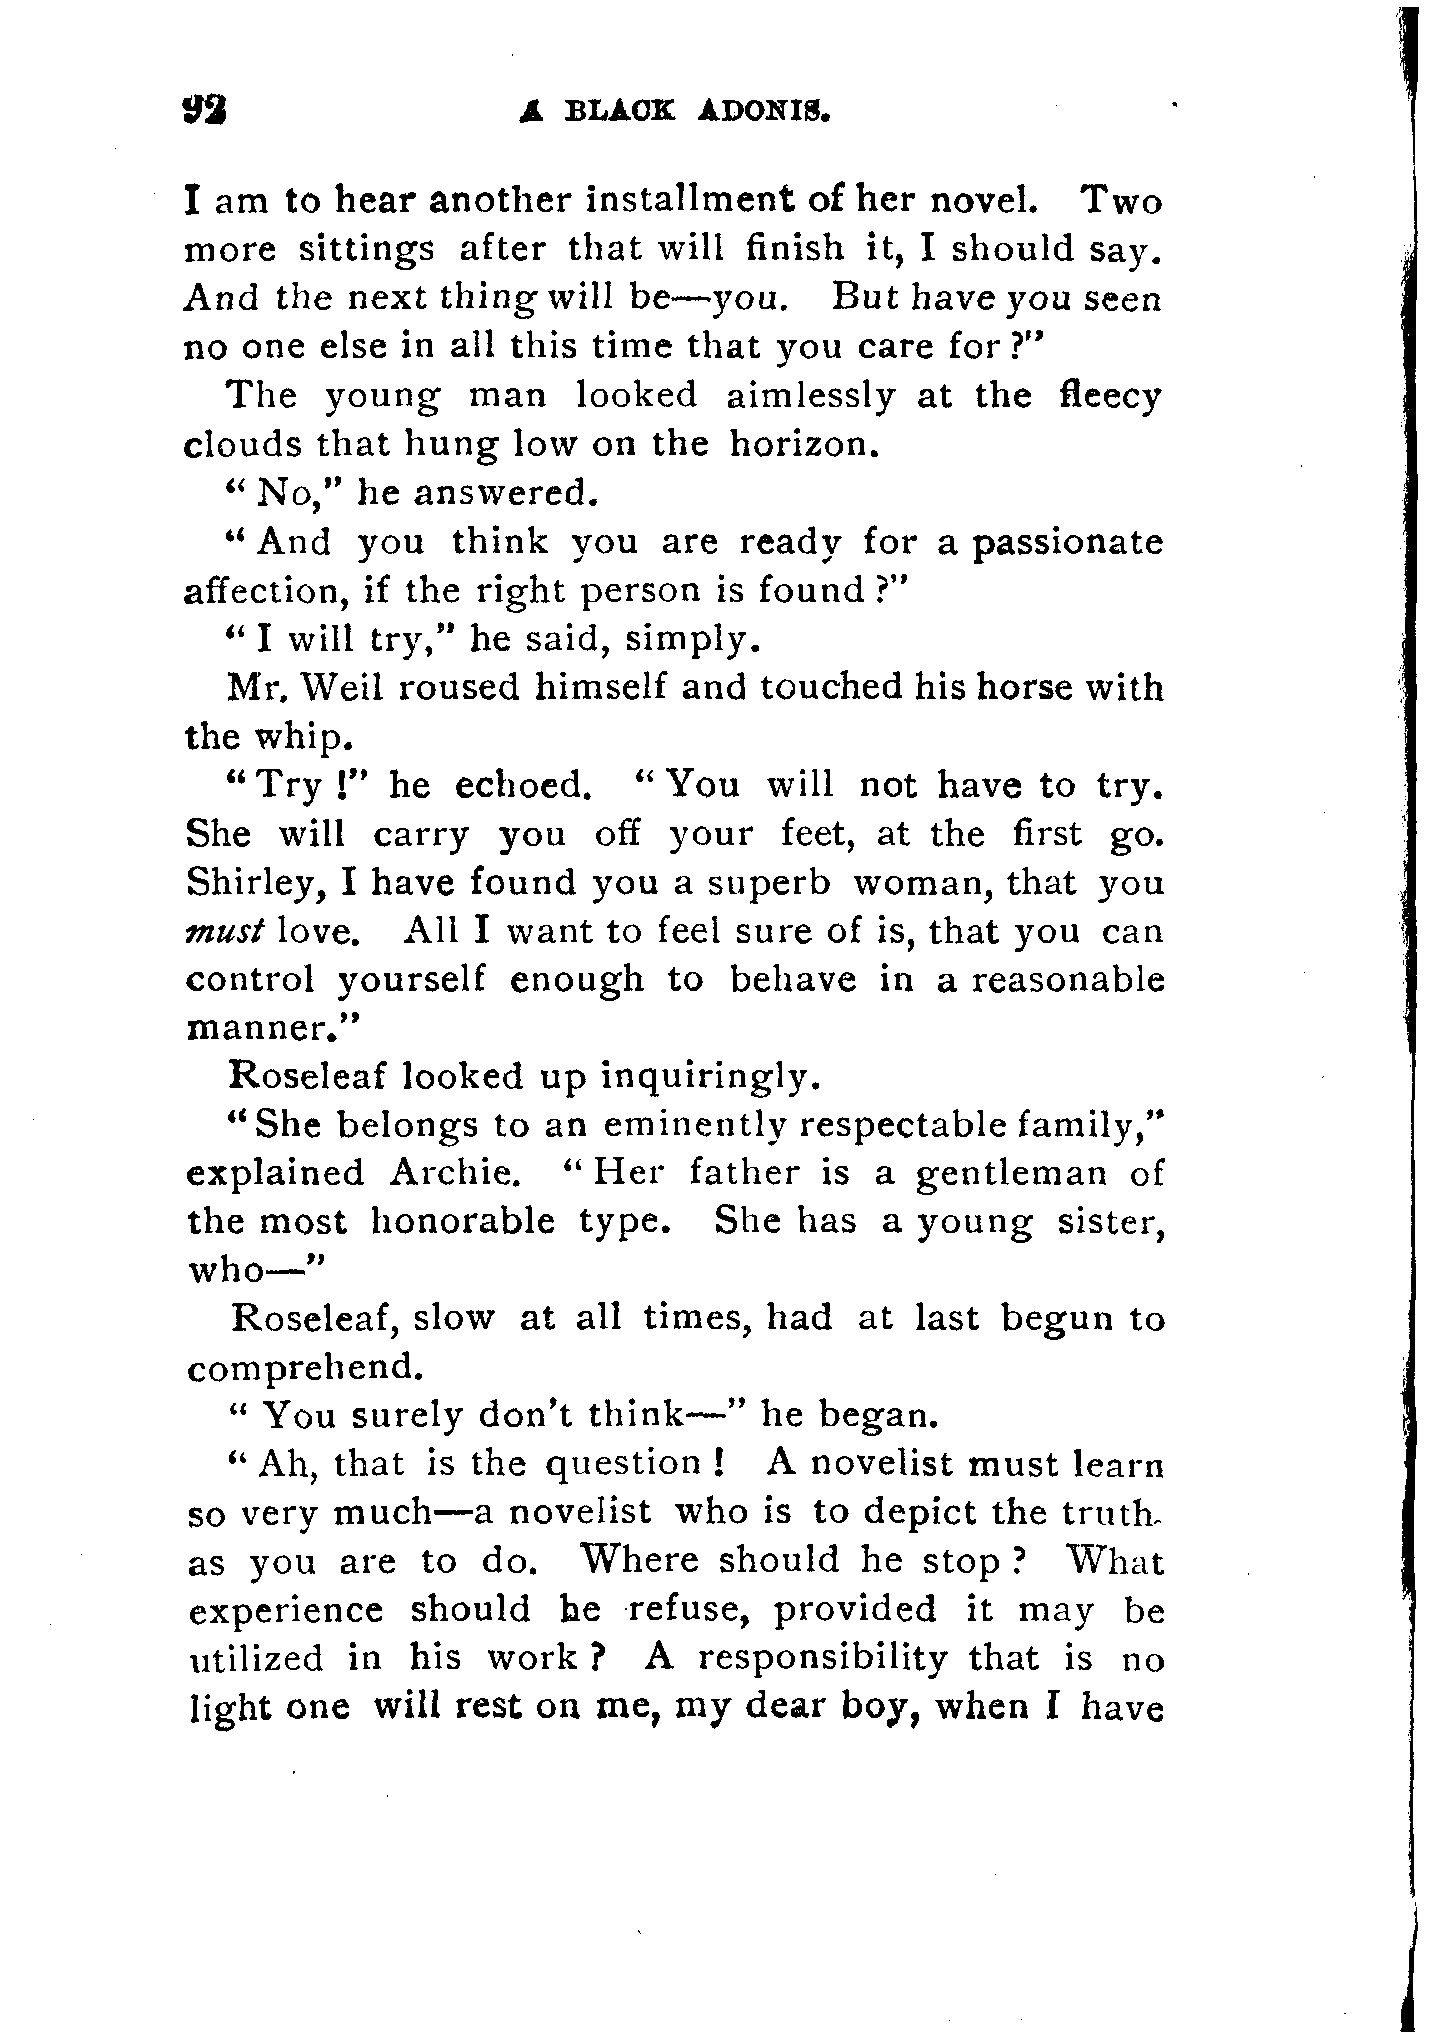 92 A BLACK ADONIS.
I am to hear another installment of her novel. Two
more sittings after that will finish it, I should say.
And the next thing will be—you. But have you seen
no one else in all this time that you care for?"
The young man looked aimlessly at the fleecy
clouds that hung low on the horizon.
"No," he answered.
"And you think you are ready for a passionate
affection, if the right person is found?"
"I will try," he said, simply.
Mr. Weil roused himself and touched his horse with
the whip.
"Try!" he echoed. "You will not have to try.
She will carry you off your feet, at the first go.
Shirley, I have found you a superb woman, that you
must love. All I want to feel sure of is, that you can
control yourself enough to behave in a reasonable
manner."
Roseleaf looked up inquiringly.
"She belongs to an eminently respectable family,"
explained Archie. "Her father is a gentleman of
the most honorable type. She has a young sister,
who—"
Roseleaf, slow at all times, had at last begun to
comprehend.
"You surely don't think—" he began.
"Ah, that is the question! A novelist must learn
so very much—a novelist who is to depict the truth
as you are to do. Where should he stop? What
experience should he refuse, provided it may be
utilized in his work? A responsibility that is no
light one will rest on me, my dear boy, when I have